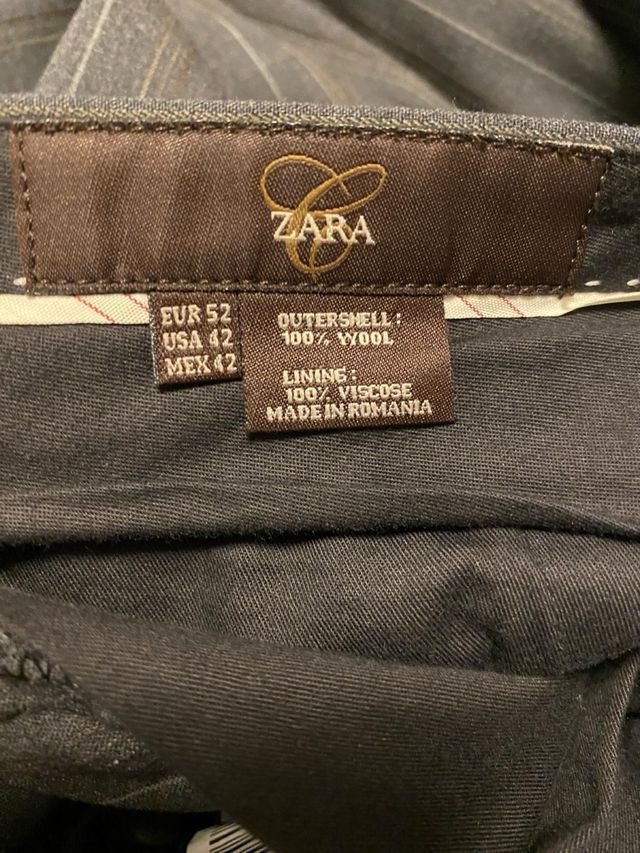 ZARA
EUR 52
USA 42
MEX 42
OUTERSHELL:
100% WOOL
LINING:
100% VISCOSE
MADE IN ROMANIA